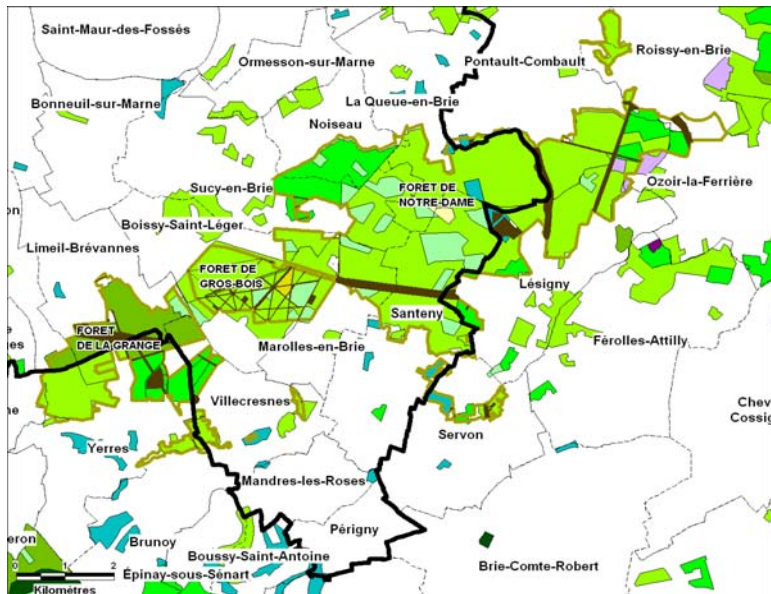 Saint-Maur-des-Fossés
Ormesson-sur-Marne
Pontault-Combault
Roissy-en-Brie
Bonneuil-sur-Marne
La Queue-en-Brie
Noiseau
Sucy-en-Brie
FORET DE
NOTRE-DAME
Ozoir-la-Ferrière
Boissy-Saint-Léger
Limeil-Brévannes
FORET DE
GROS-BOIS
Lésigny
Santeny
FORET
DE LA GRANGE
Marolles-en-Brie
Férolles-Attilly
Villecresnes
Chev
Cossig
Servon
Yerres
Mandres-les-Roses
Périgny
Brunoy
eron
Boussy-Saint-Antoine
Brie-Comte-Robert
Épinay-sous-Sénart
0 1 2
Kilomètres